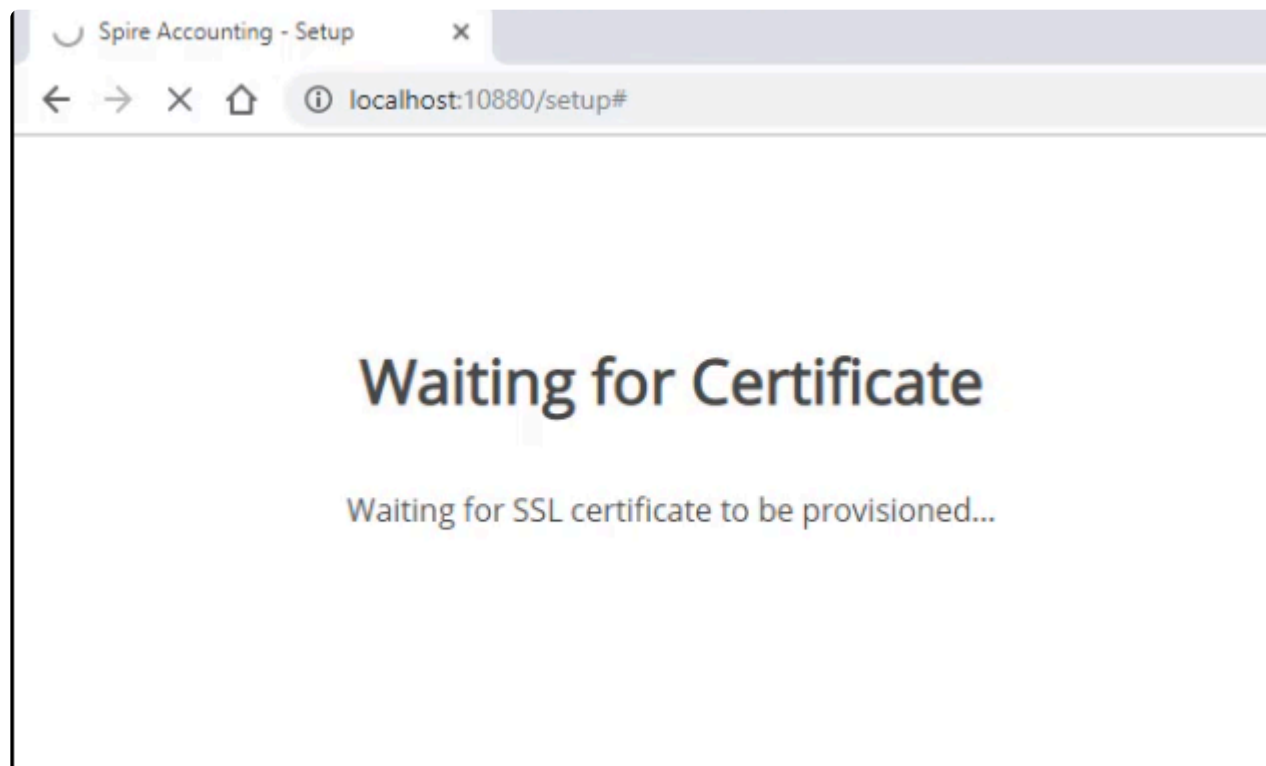 Spire Accounting - Setup
localhost:10880/setup#
Waiting for Certificate
Waiting for SSL certificate to be provisioned...